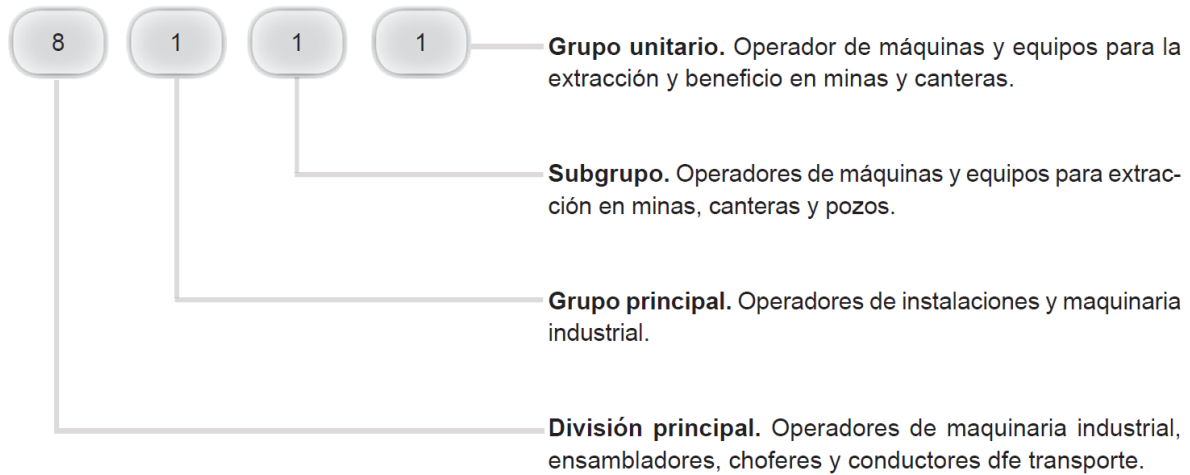 8 1 1 1
Grupo unitario. Operador de máquinas y equipos para la
extracción y beneficio en minas y canteras.
Subgrupo. Operadores de máquinas y equipos para extrac-
ción en minas, canteras y pozos.
Grupo principal. Operadores de instalaciones y maquinaria
industrial.
División principal. Operadores de maquinaria industrial,
ensambladores, choferes y conductores dfe transporte.